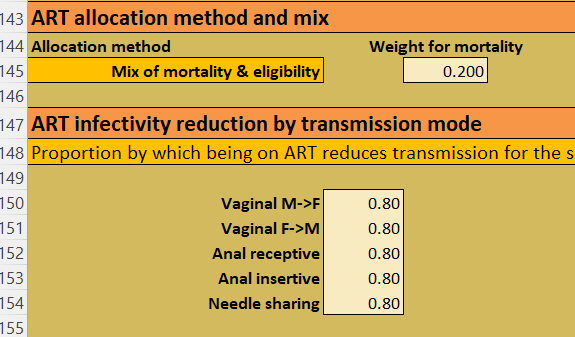 143 ART allocation method and mix
144 Allocation method Weight for mortality
145 Mix of mortality & eligibility 0.200
146
147 ART infectivity reduction by transmission mode
148 Proportion by which being on ART reduces transmission for the s
149
150 Vaginal M->F 0.80
151 Vaginal F->M 0.80
152 Anal receptive 0.80
153 Anal insertive 0.80
154 Needle sharing 0.80
155